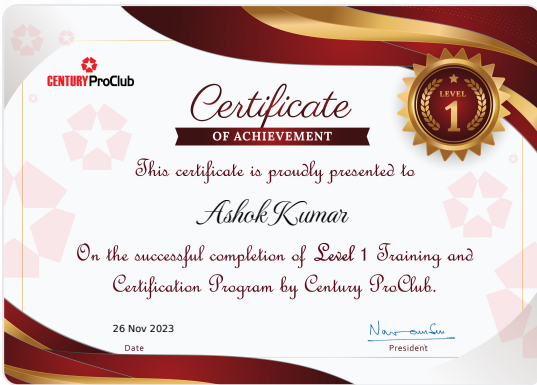 CENTURY ProClub
LEVEL
1
Certificate
OF ACHIEVEMENT
This certificate is proudly presented to
Ashok Kumar
On the successful completion of Level 1 Training and
Certification Program by Century ProClub.
26 Nov 2023
Date
President